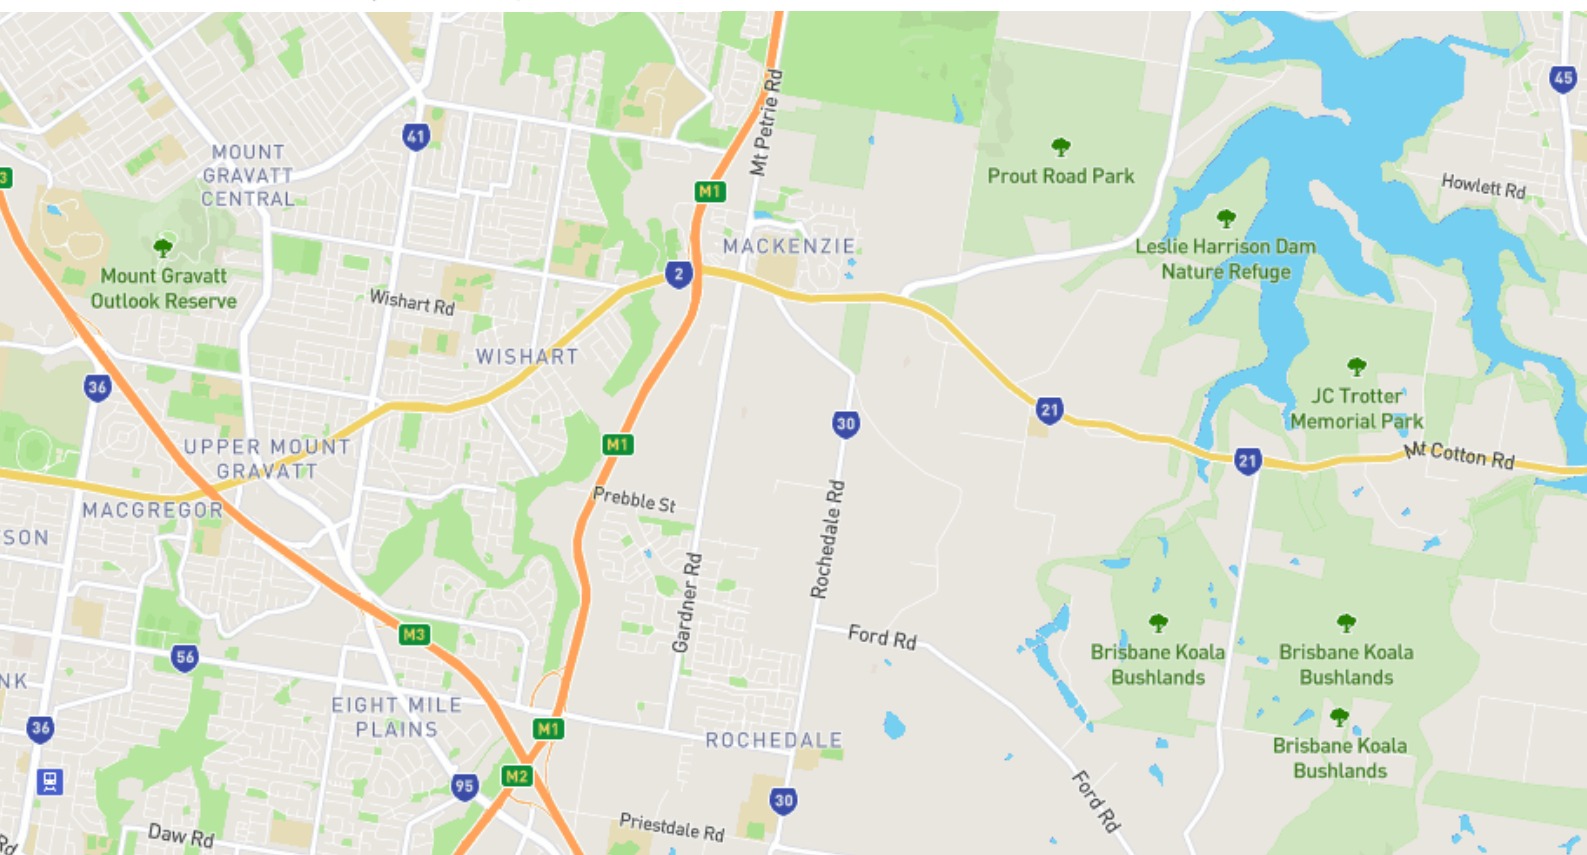 45
41
Mt Petrie Rd
MOUNT
GRAVATT
CENTRAL
3
Prout Road Park
M1
Howlett Rd
MACKENZIE
Leslie Harrison Dam
Nature Refuge
Mount Gravatt
Outlook Reserve
2
Wishart Rd
WISHART
36
JC Trotter
Memorial Park
21
30
M1
UPPER MOUNT
GRAVATT
21
Mt Cotton Rd
MACGREGOR
Prebble St
SON
Rochedale Rd
Gardner Rd
M3
Ford Rd
56
Brisbane Koala
Bushlands
Brisbane Koala
Bushlands
NK
EIGHT MILE
PLAINS
36
M1
ROCHEDALE
Brisbane Koala
Bushlands
M2
95
30
Ford Rd
Priestdale Rd
Daw Rd
Rd